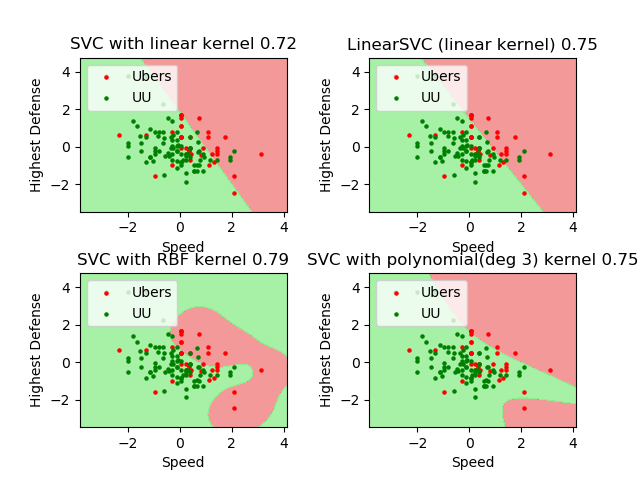 SVC with linear kernel 0.72
4
2
0
−2
Highest Defense
Ubers
UU
−2 0 2 4
Speed
LinearSVC (linear kernel) 0.75
4
2
0
−2
Highest Defense
Ubers
UU
−2 0 2 4
Speed
SVC with RBF kernel 0.79
4
2
0
−2
Highest Defense
Ubers
UU
−2 0 2 4
Speed
SVC with polynomial(deg 3) kernel 0.75
4
2
0
−2
Highest Defense
Ubers
UU
−2 0 2 4
Speed